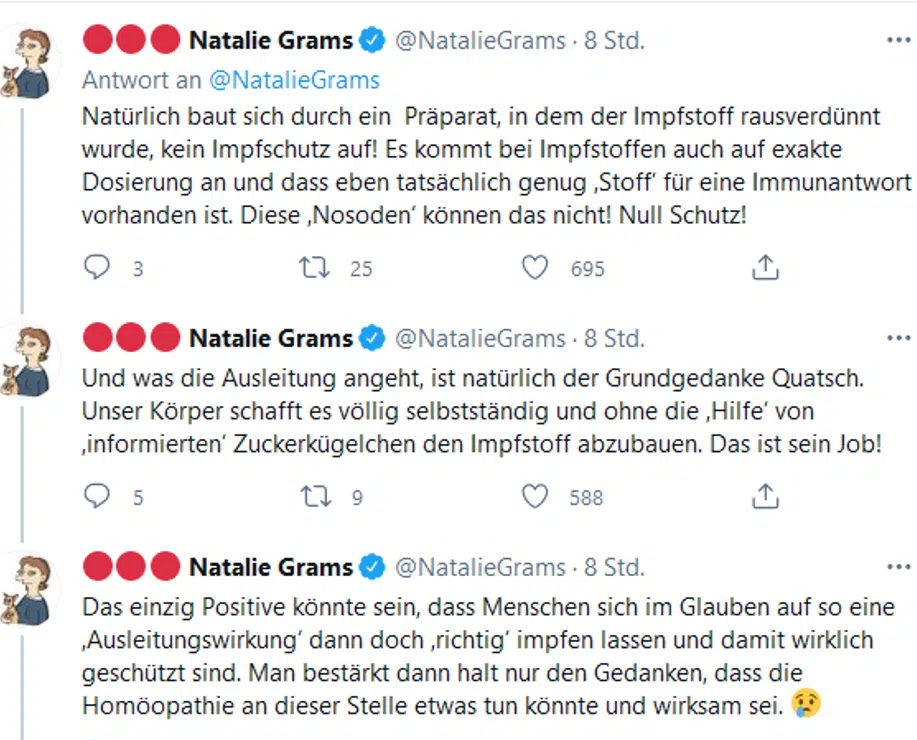 🔴🔴🔴 Natalie Grams @NatalieGrams · 8 Std.
Antwort an @NatalieGrams
Natürlich baut sich durch ein Präparat, in dem der Impfstoff rausverdünnt
wurde, kein Impfschutz auf! Es kommt bei Impfstoffen auch auf exakte
Dosierung an und dass eben tatsächlich genug ‚Stoff‘ für eine Immunantwort
vorhanden ist. Diese ‚Nosoden‘ können das nicht! Null Schutz!
3 25 695
🔴🔴🔴 Natalie Grams @NatalieGrams · 8 Std.
Und was die Ausleitung angeht, ist natürlich der Grundgedanke Quatsch.
Unser Körper schafft es völlig selbstständig und ohne die ‚Hilfe‘ von
‚informierten‘ Zuckerkügelchen den Impfstoff abzubauen. Das ist sein Job!
5 9 588
🔴🔴🔴 Natalie Grams @NatalieGrams · 8 Std.
Das einzig Positive könnte sein, dass Menschen sich im Glauben auf so eine
‚Ausleitungswirkung‘ dann doch ‚richtig‘ impfen lassen und damit wirklich
geschützt sind. Man bestärkt dann halt nur den Gedanken, dass die
Homöopathie an dieser Stelle etwas tun könnte und wirksam sei. 😢